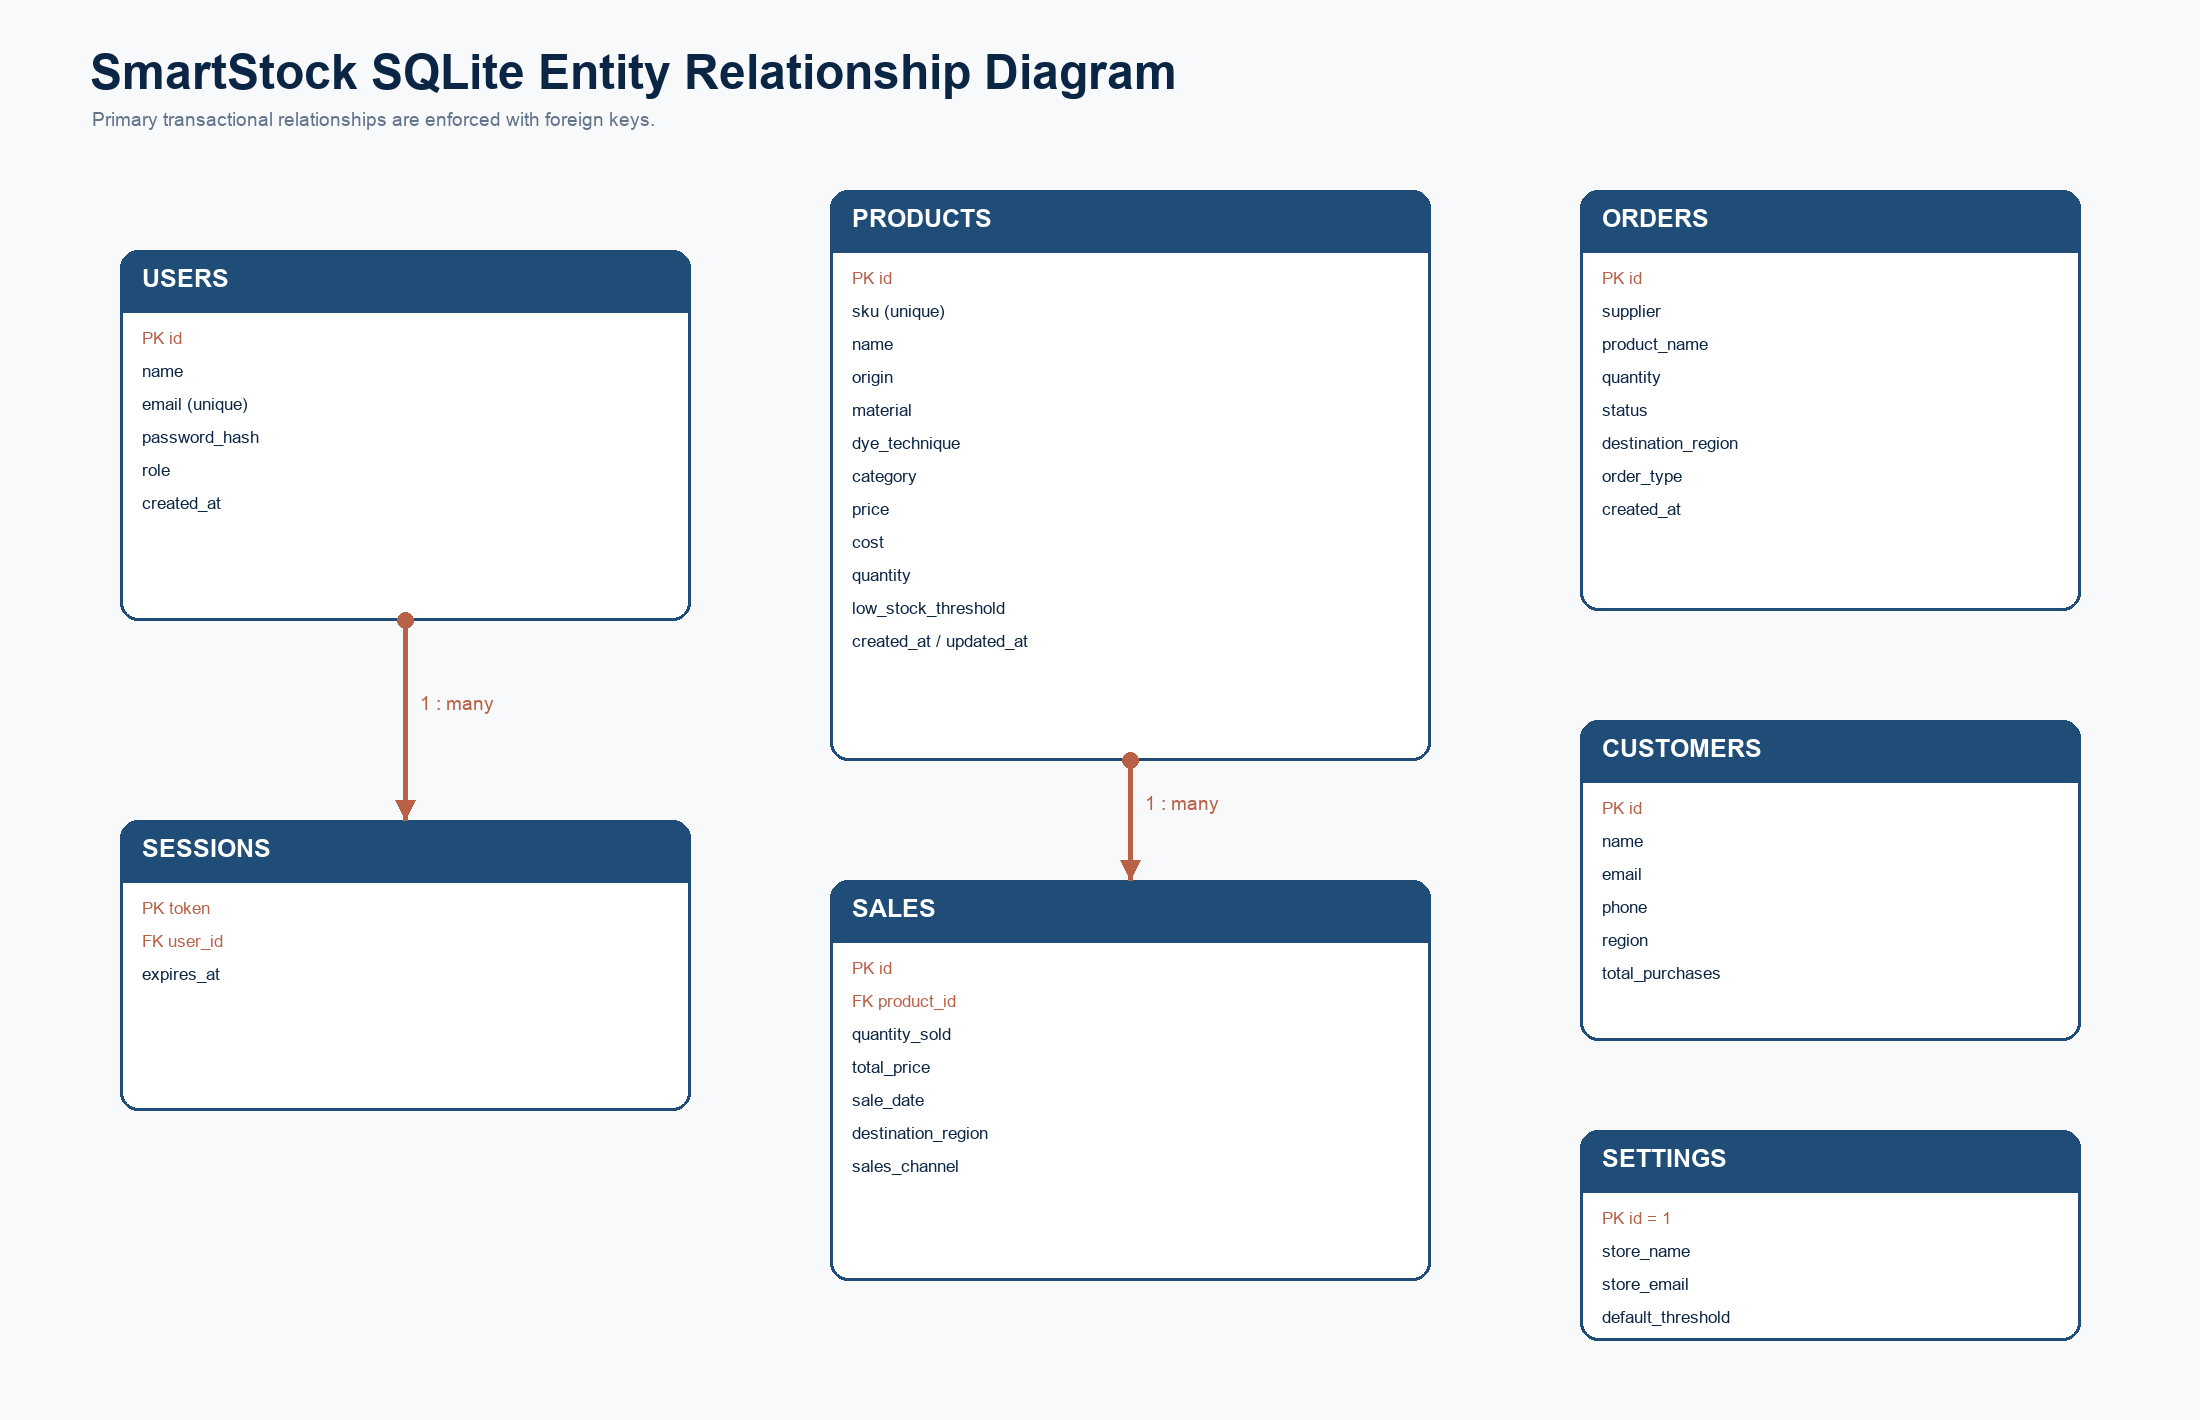 SmartStock SQLite Entity Relationship Diagram
Primary transactional relationships are enforced with foreign keys.
USERS
PK id
name
email (unique)
password_hash
role
created_at
1 : many
SESSIONS
PK token
FK user_id
expires_at
PRODUCTS
PK id
sku (unique)
name
origin
material
dye_technique
category
price
cost
quantity
low_stock_threshold
created_at / updated_at
1 : many
SALES
PK id
FK product_id
quantity_sold
total_price
sale_date
destination_region
sales_channel
ORDERS
PK id
supplier
product_name
quantity
status
destination_region
order_type
created_at
CUSTOMERS
PK id
name
email
phone
region
total_purchases
SETTINGS
PK id = 1
store_name
store_email
default_threshold